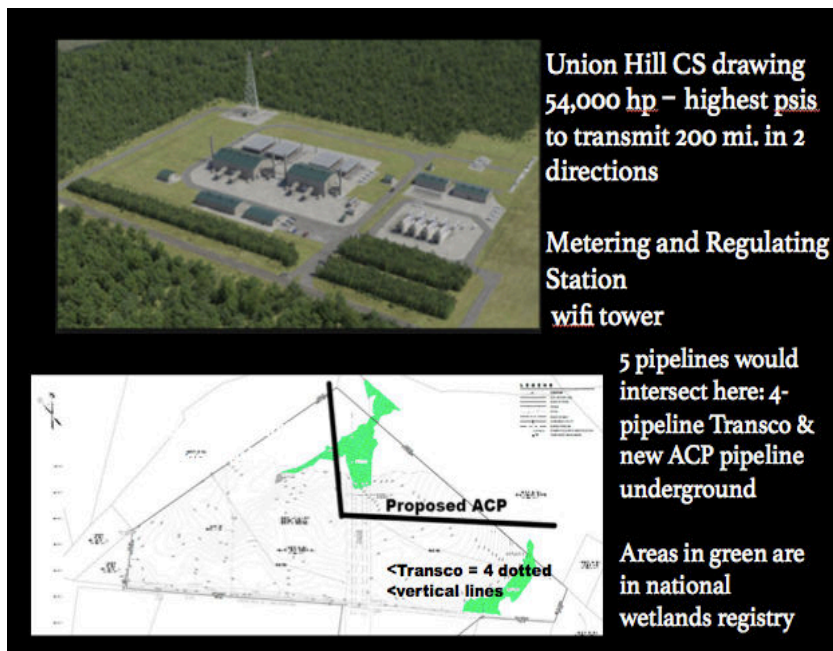 Union Hill CS drawing
54,000 hp – highest psis
to transmit 200 mi. in 2
directions
Metering and Regulating
Station
wifi tower
5 pipelines would
intersect here: 4-
pipeline Transco &
new ACP pipeline
underground
Areas in green are
in national
wetlands registry
LEGEND
Proposed ACP
<Transco = 4 dotted
<vertical lines